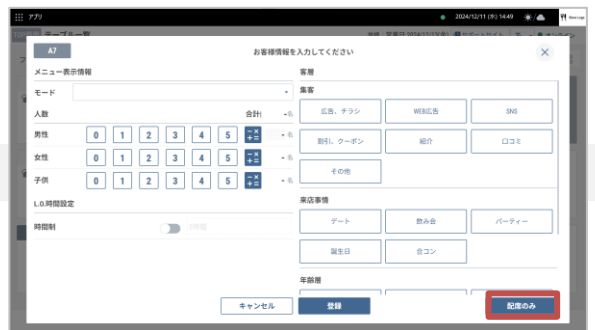 アプリ
2024/12/11 (水) 14:49
テーブル一覧
A7
お客様情報を入力してください
メニュー表示情報
モード
人数
合計:
-名
男性
0 1 2 3 4 5
- 名
女性
0 1 2 3 4 5
- 名
子供
0 1 2 3 4 5
- 名
L.O.時間設定
時間制
2時間
客層
集客
広告、チラシ
WEB広告
SNS
割引、クーポン
紹介
口コミ
その他
来店事情
デート
飲み会
パーティー
誕生日
合コン
年齢層
キャンセル
登録
配席のみ